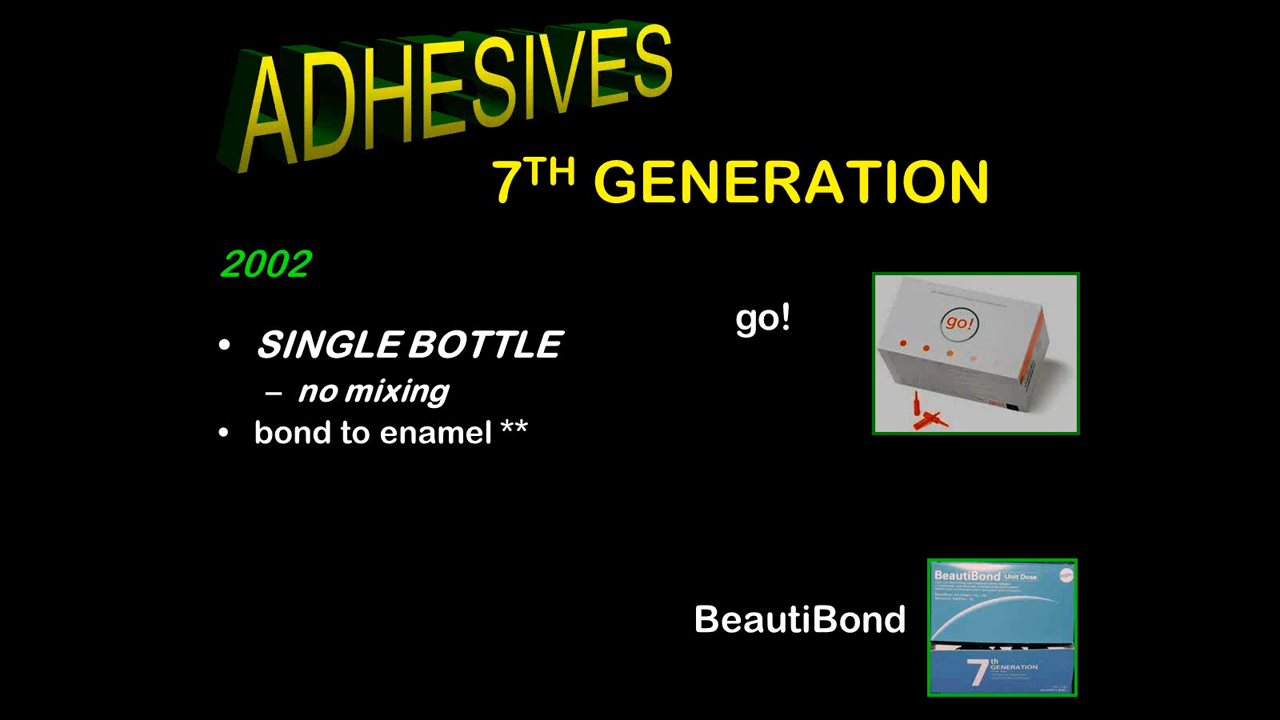 ADHESIVES
7TH GENERATION
2002
• SINGLE BOTTLE
– no mixing
• bond to enamel **
go!
go!
BeautiBond Unit Dose
BeautiBond
7th
GENERATION